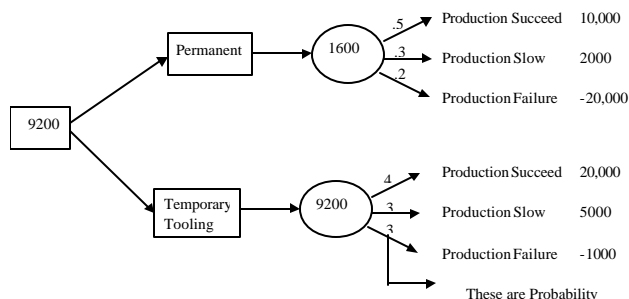 Production Succeed 10,000
.5
Permanent
1600
.3
Production Slow 2000
.2
Production Failure -20,000
9200
Production Succeed 20,000
4
Temporary
Tooling
9200
3
Production Slow 5000
3
Production Failure -1000
These are Probability